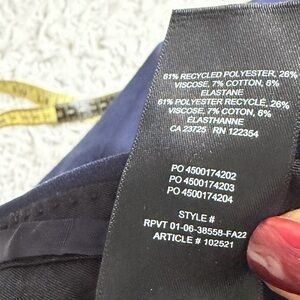 61% RECYCLED POLYESTER, 26%
VISCOSE, 7% COTTON, 6%
ELASTANE
61% POLYESTER RECYCLÉ, 26%
VISCOSE, 7% COTON, 6%
ÉLASTHANNE
CA 23725 RN 122354
PO 4500174202
PO 4500174203
PO 4500174204
STYLE #
RPVT 01-06-38558-FA22
ARTICLE # 102521